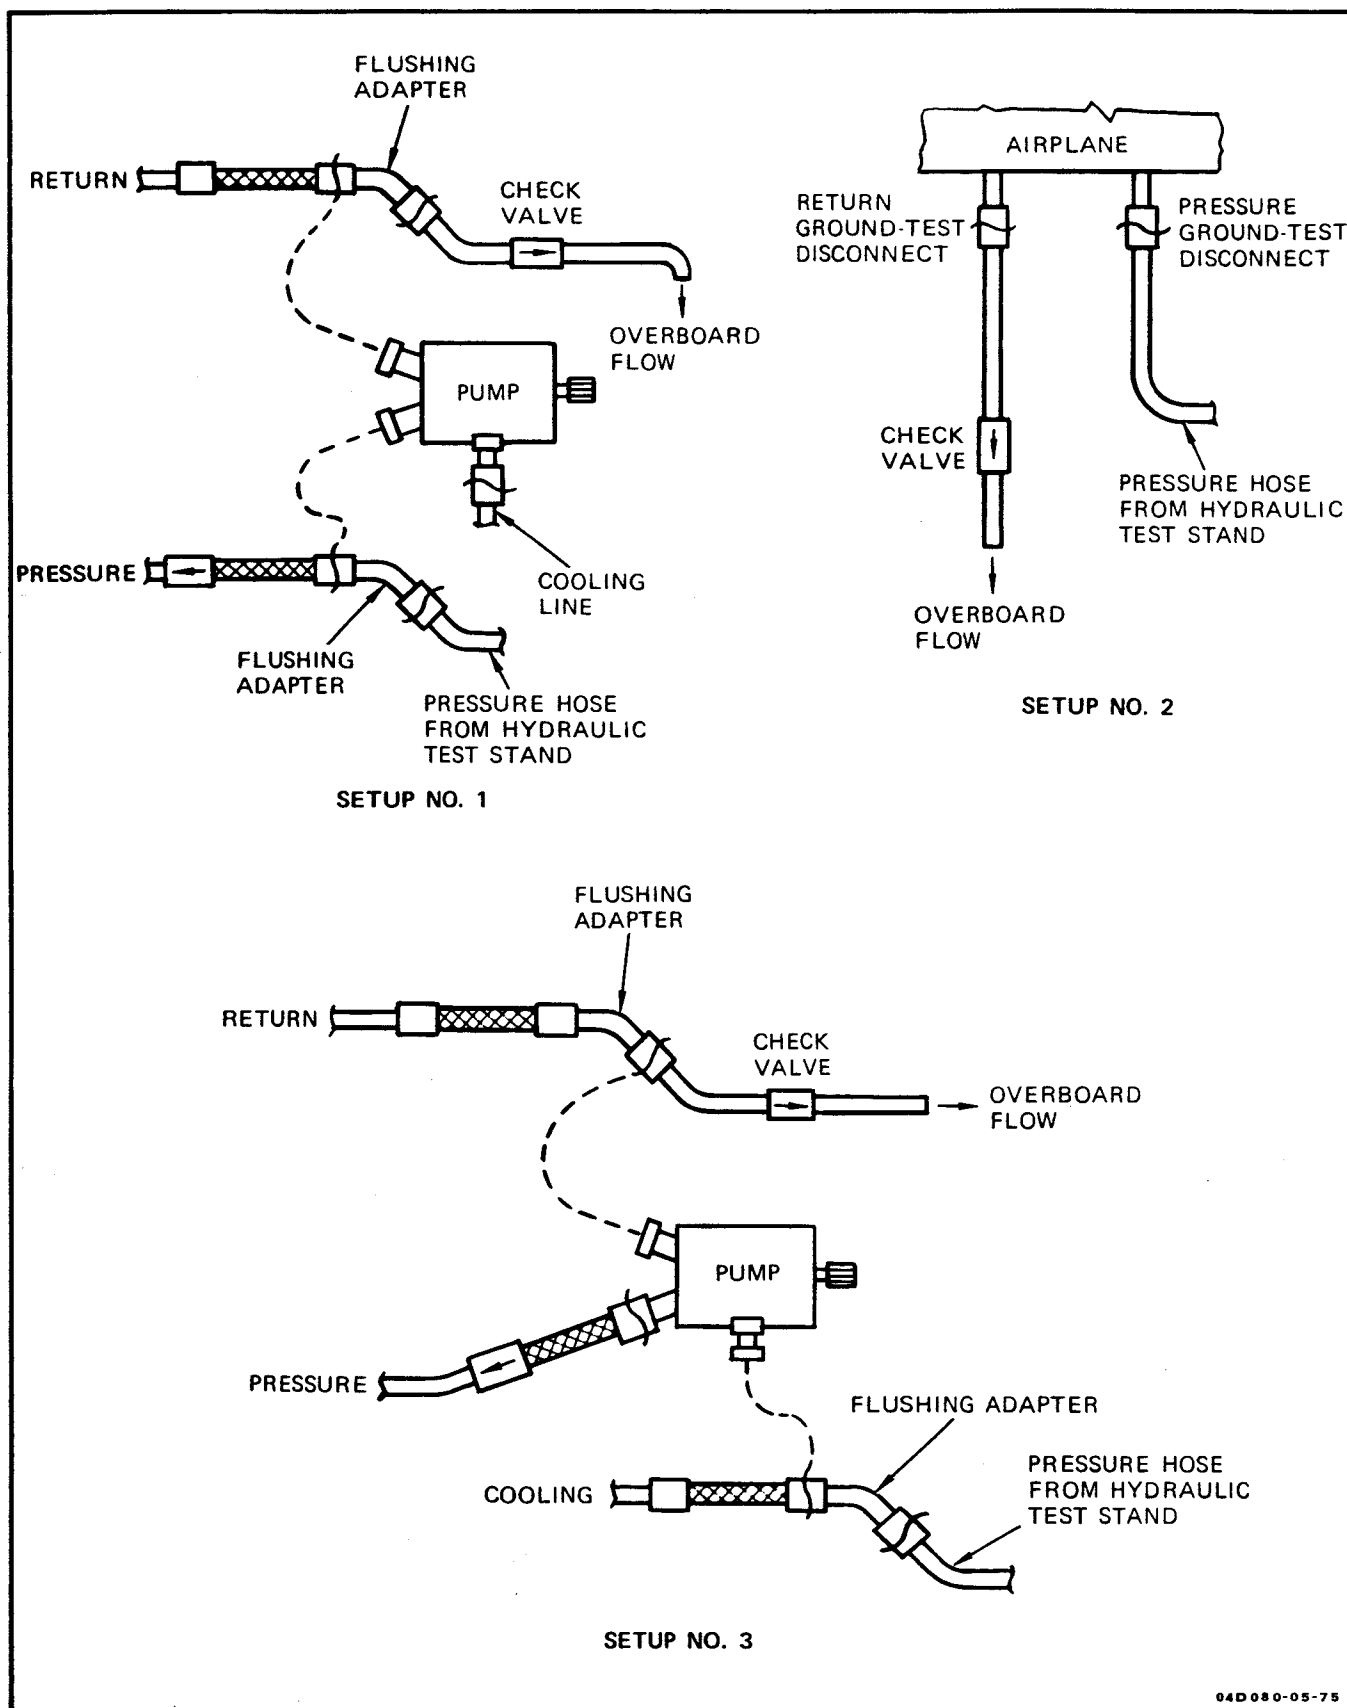 FLUSHING
ADAPTER
RETURN
CHECK
VALVE
OVERBOARD
FLOW
PUMP
COOLING
LINE
PRESSURE
FLUSHING
ADAPTER
PRESSURE HOSE
FROM HYDRAULIC
TEST STAND
SETUP NO. 1
AIRPLANE
RETURN
GROUND-TEST
DISCONNECT
PRESSURE
GROUND-TEST
DISCONNECT
CHECK
VALVE
PRESSURE HOSE
FROM HYDRAULIC
TEST STAND
OVERBOARD
FLOW
SETUP NO. 2
FLUSHING
ADAPTER
RETURN
CHECK
VALVE
OVERBOARD
FLOW
PUMP
PRESSURE
FLUSHING ADAPTER
COOLING
PRESSURE HOSE
FROM HYDRAULIC
TEST STAND
SETUP NO. 3
04D080-05-75